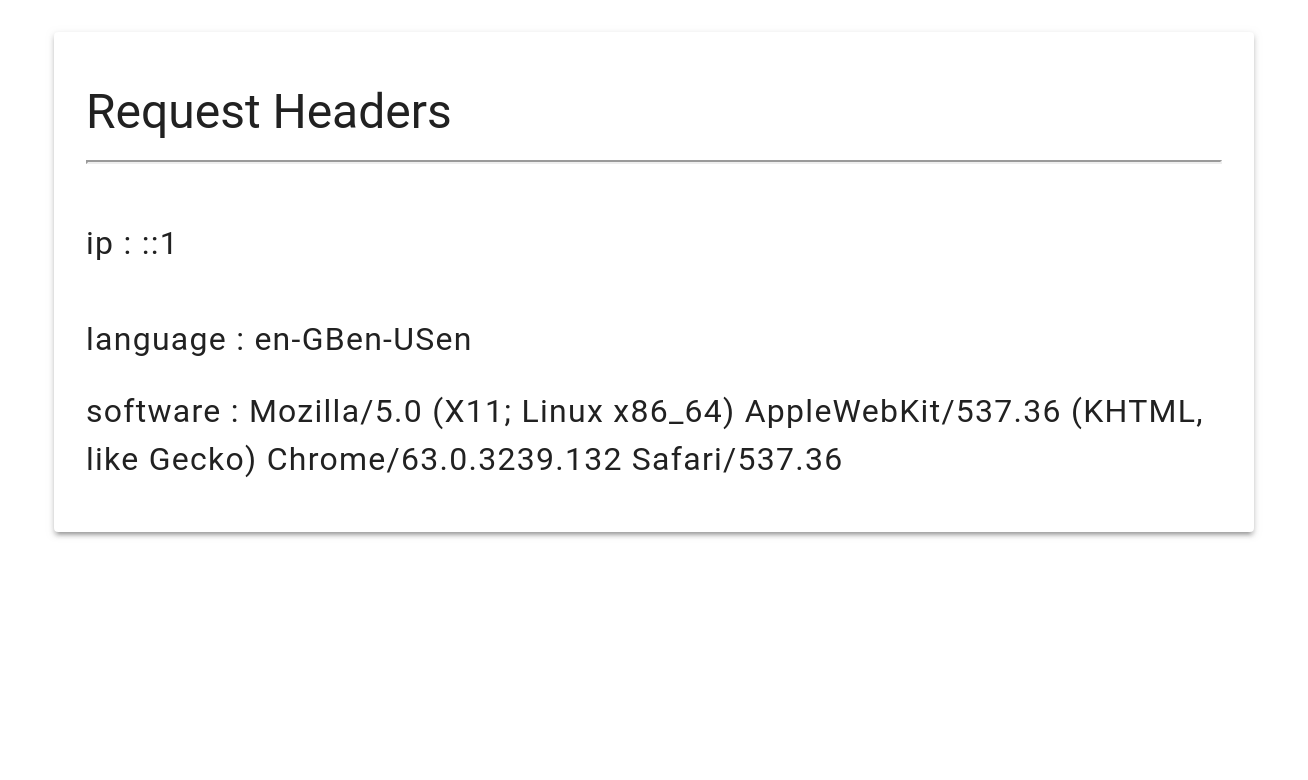 Request Headers
ip : ::1
language : en-GBen-USen
software : Mozilla/5.0 (X11; Linux x86_64) AppleWebKit/537.36 (KHTML,
like Gecko) Chrome/63.0.3239.132 Safari/537.36